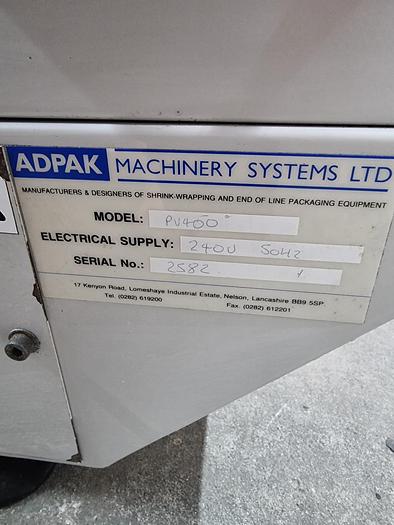 ADPAK MACHINERY SYSTEMS LTD
MANUFACTURERS & DESIGNERS OF SHRINK-WRAPPING AND END OF LINE PACKAGING EQUIPMENT
MODEL: PV400
ELECTRICAL SUPPLY: 240V 50HZ
SERIAL No.: 2582
17 Kenyon Road, Lomeshaye Industrial Estate, Nelson, Lancashire BB9 5SP.
Tel. (0282) 619200 Fax. (0282) 612201